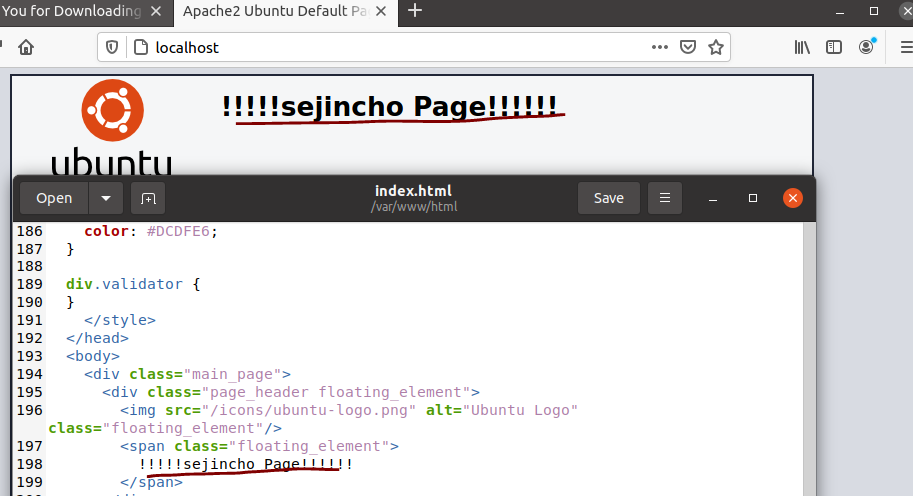 You for Downloading
Apache2 Ubuntu Default Pa
localhost
!!!!!sejincho Page!!!!!!
ubuntu
Open
index.html
/var/www/html
Save
186 color: #DCDFE6;
187 }
188
189 div.validator {
190 }
191 </style>
192 </head>
193 <body>
194 <div class="main_page">
195 <div class="page_header floating_element">
196 <img src="/icons/ubuntu-logo.png" alt="Ubuntu Logo"
class="floating_element"/>
197 <span class="floating_element">
198 !!!!!sejincho Page!!!!!!
199 </span>